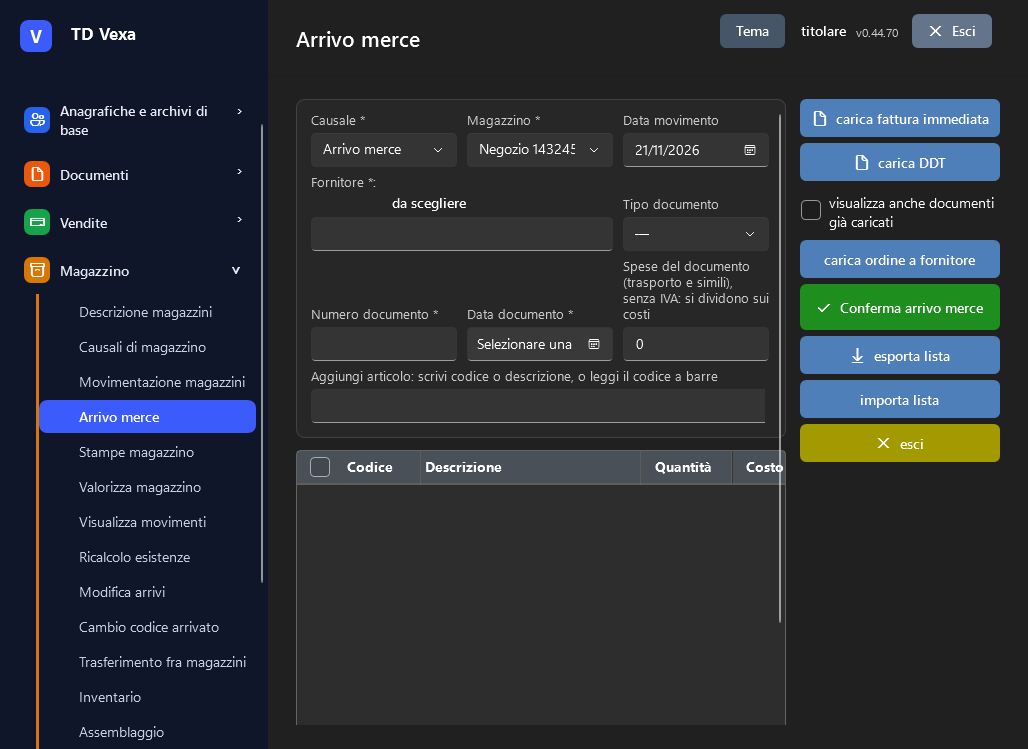 V
TD Vexa
Anagrafiche e archivi di
base
Documenti
Vendite
Magazzino
Descrizione magazzini
Causali di magazzino
Movimentazione magazzini
Arrivo merce
Stampe magazzino
Valorizza magazzino
Visualizza movimenti
Ricalcolo esistenze
Modifica arrivi
Cambio codice arrivato
Trasferimento fra magazzini
Inventario
Assemblaggio
Arrivo merce
Tema
titolare v0.44.70
Esci
Causale *
Magazzino *
Data movimento
Arrivo merce
Negozio 143245
21/11/2026
Fornitore *:
da scegliere
Tipo documento
—
Spese del documento
(trasporto e simili),
senza IVA: si dividono sui
costi
Numero documento *
Data documento *
Selezionare una
0
Aggiungi articolo: scrivi codice o descrizione, o leggi il codice a barre
Codice
Descrizione
Quantità
Costo
carica fattura immediata
carica DDT
visualizza anche documenti
già caricati
carica ordine a fornitore
Conferma arrivo merce
esporta lista
importa lista
esci